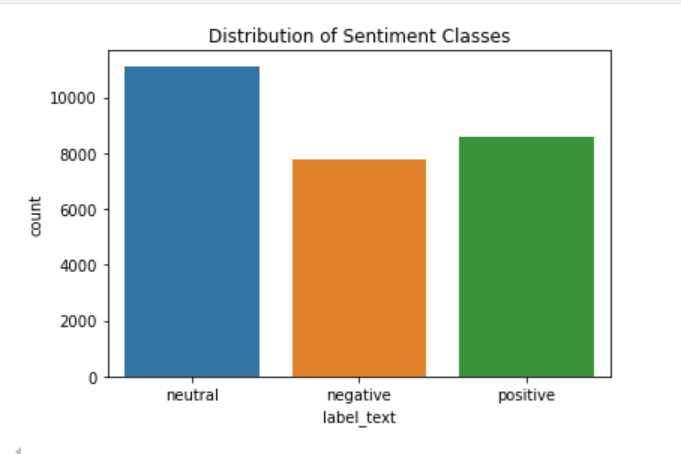 Distribution of Sentiment Classes
10000
8000
6000
4000
2000
0
count
neutral negative positive
label_text